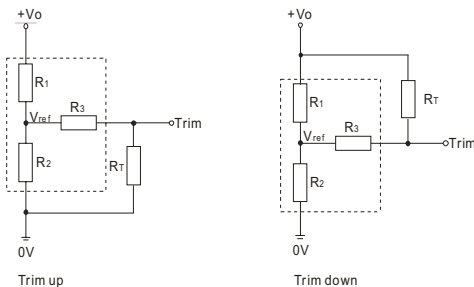 +Vo
R1
Vref
R3
Trim
R2
RT
0V
Trim up
+Vo
R1
RT
Vref
R3
Trim
R2
0V
Trim down